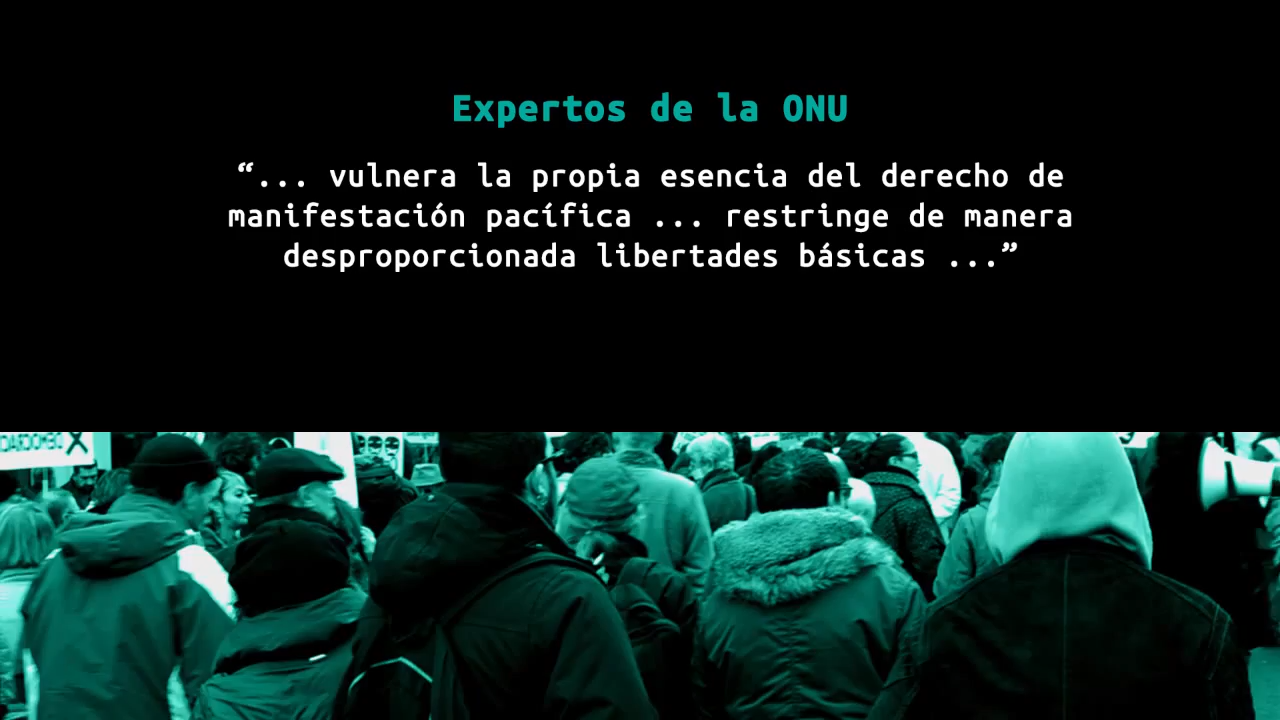 Expertos de la ONU
“... vulnera la propia esencia del derecho de
manifestación pacífica ... restringe de manera
desproporcionada libertades básicas ...”